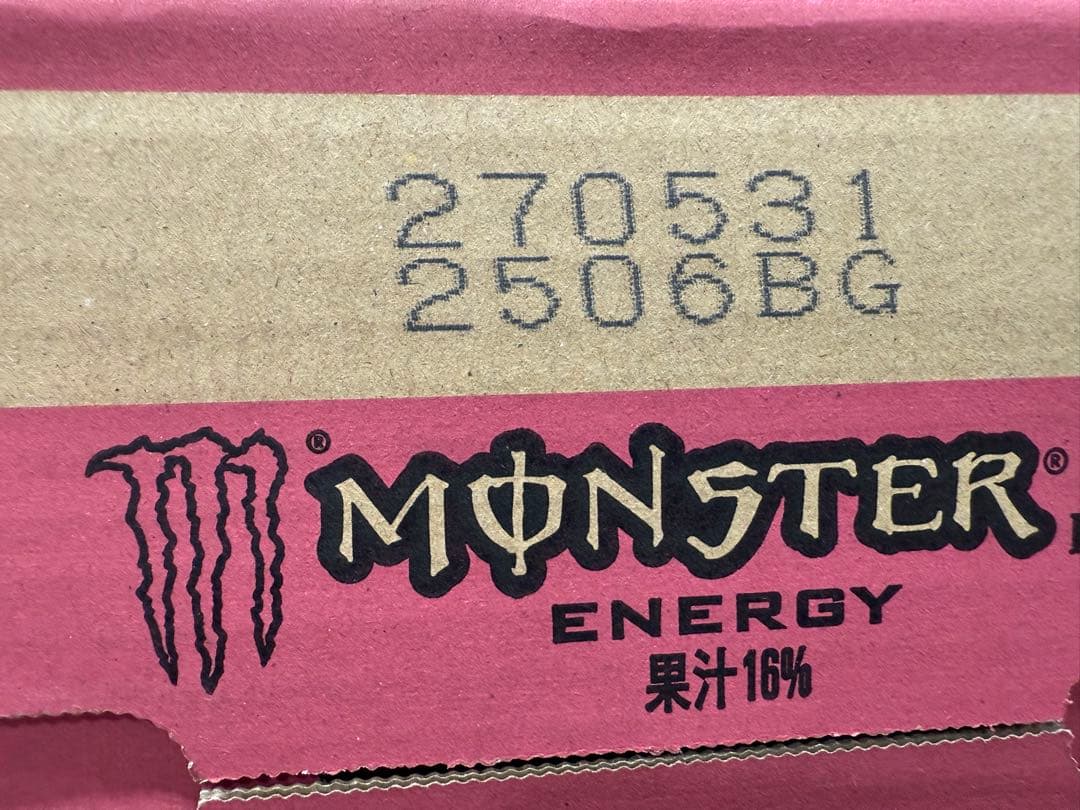 270531
2506BG
® MONSTER ®
ENERGY
果汁16%